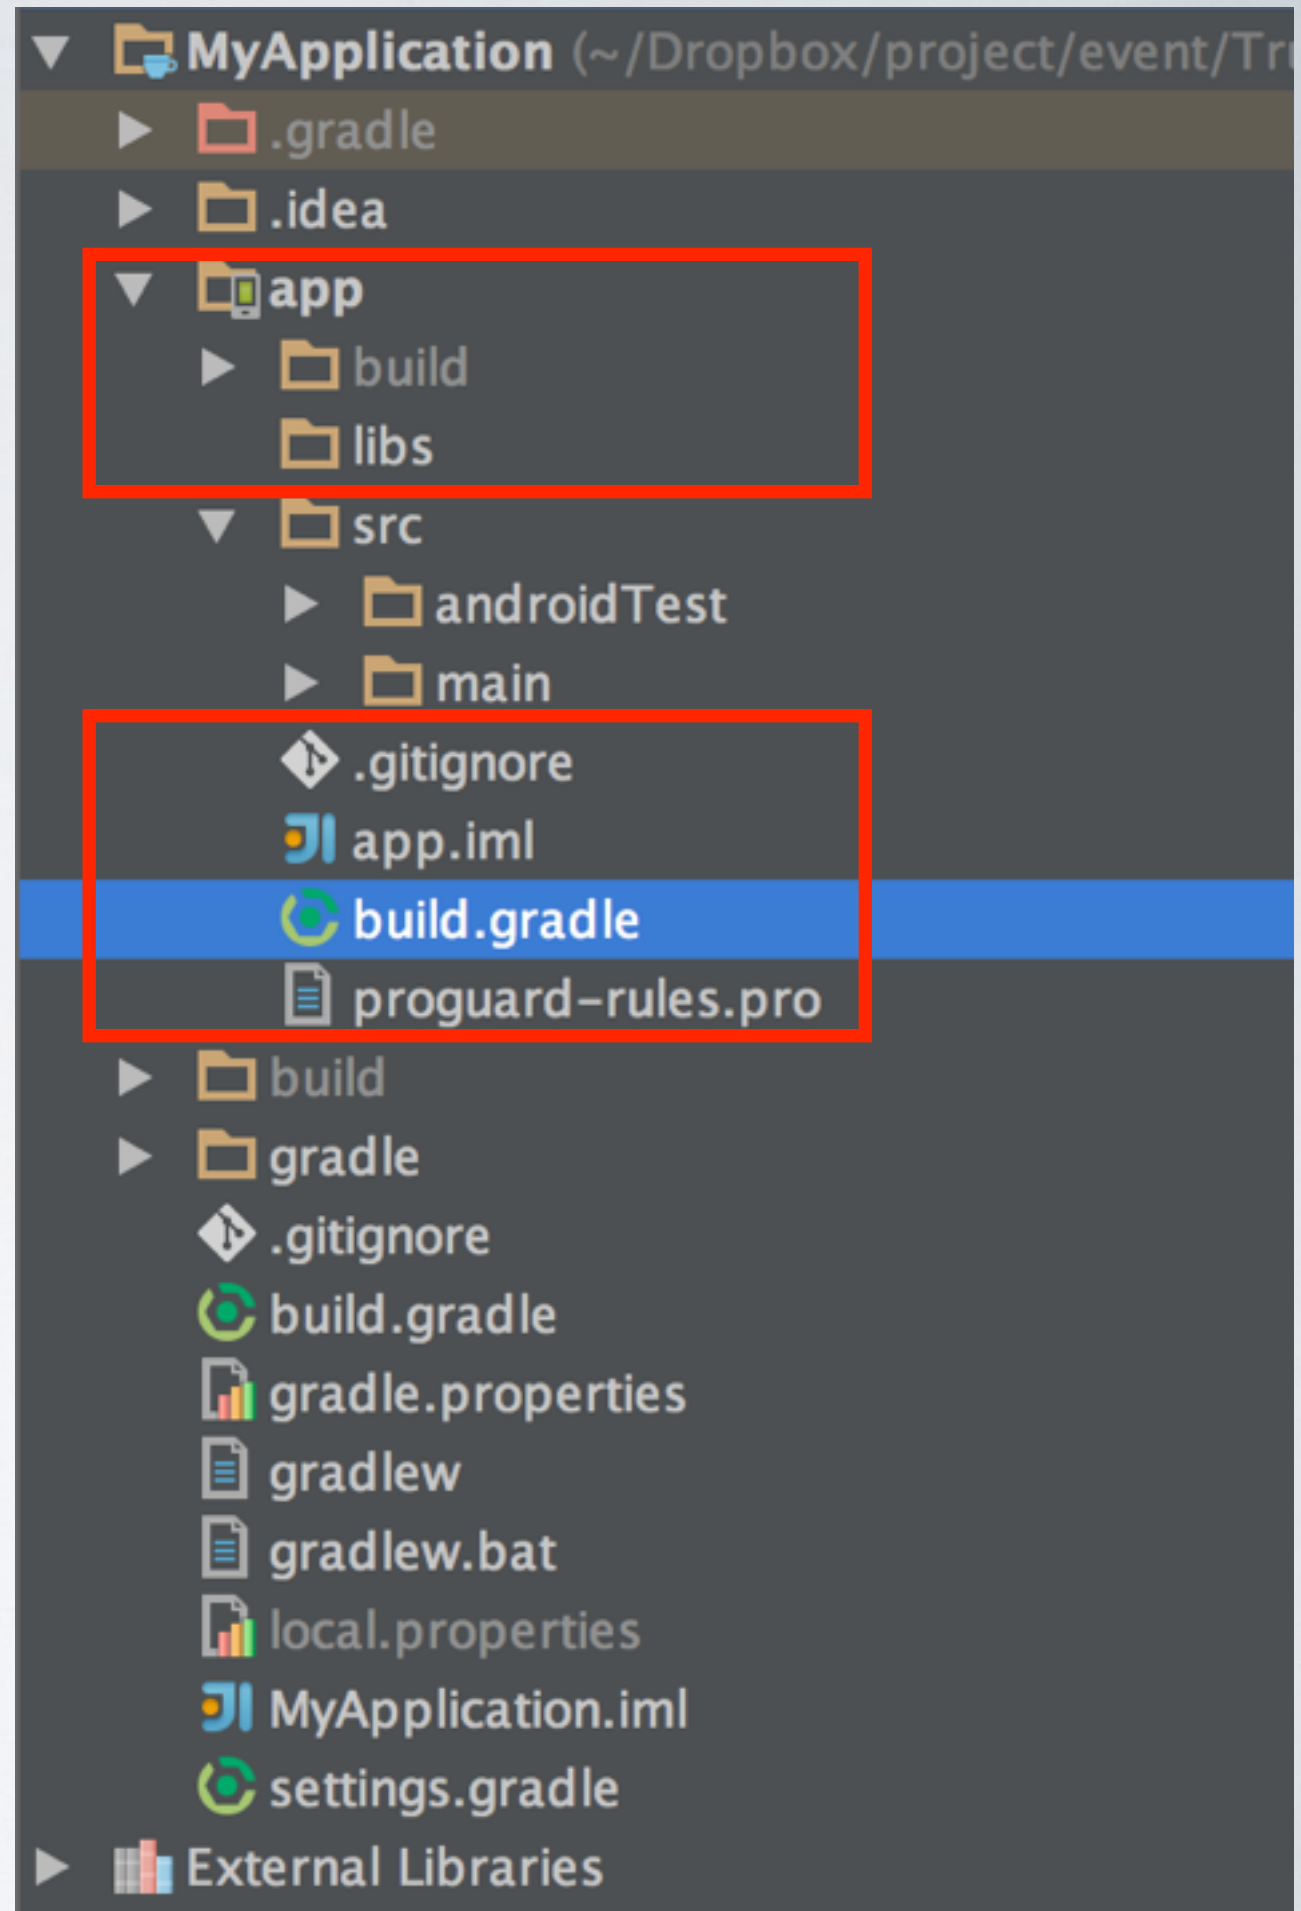 MyApplication (~/Dropbox/project/event/Tr
.gradle
.idea
app
build
libs
src
androidTest
main
.gitignore
app.iml
build.gradle
proguard-rules.pro
build
gradle
.gitignore
build.gradle
gradle.properties
gradlew
gradlew.bat
local.properties
MyApplication.iml
settings.gradle
External Libraries